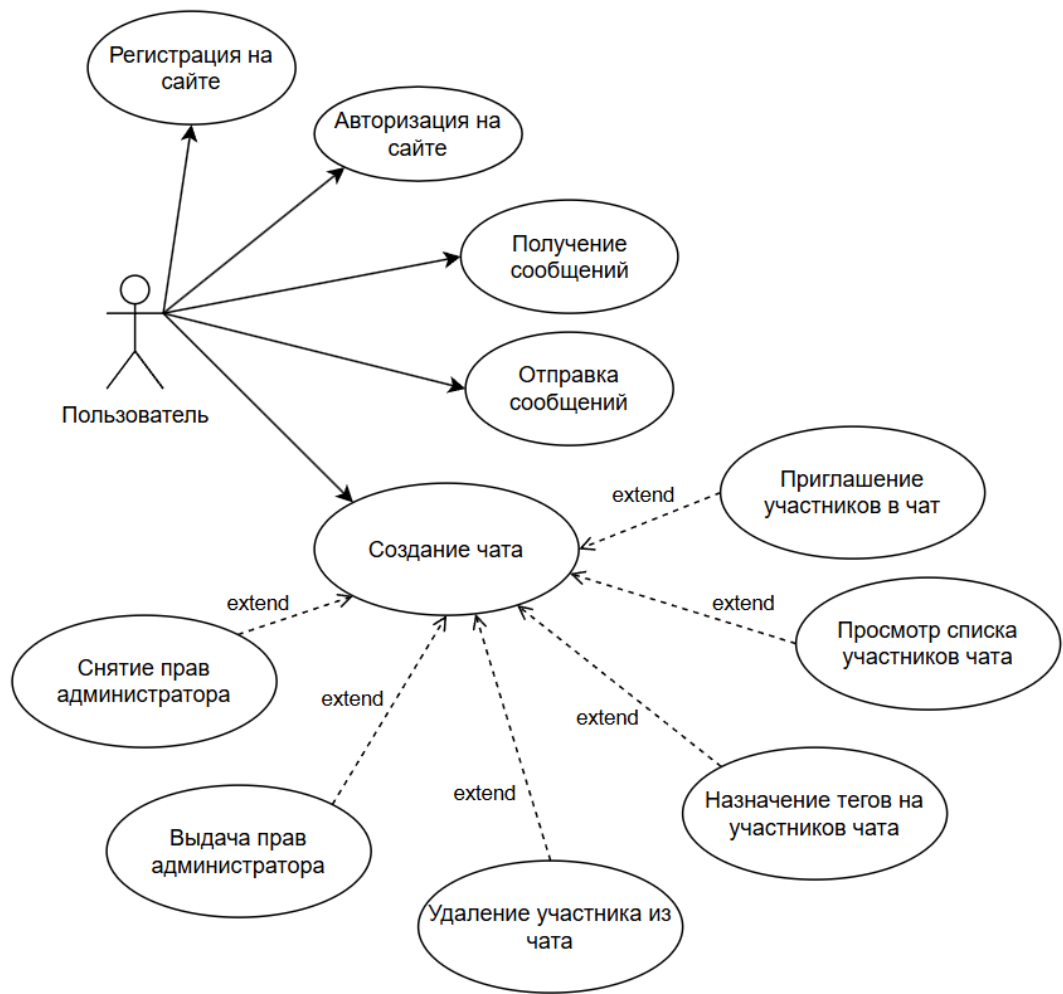 Регистрация на
сайте
Авторизация на
сайте
Получение
сообщений
Отправка
сообщений
Пользователь
Приглашение
участников в чат
extend
Создание чата
extend
extend
Просмотр списка
участников чата
Снятие прав
администратора
extend
extend
Назначение тегов на
участников чата
extend
Выдача прав
администратора
Удаление участника из
чата